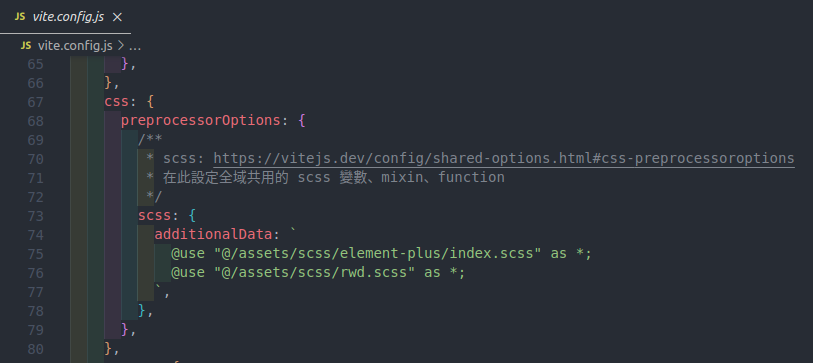 JS vite.config.js ×
JS vite.config.js > ...
65 },
66 },
67 css: {
68 preprocessorOptions: {
69 /**
70 * scss: https://vitejs.dev/config/shared-options.html#css-preprocessoroptions
71 * 在此設定全域共用的 scss 變數、mixin、function
72 */
73 scss: {
74 additionalData: `
75 @use "@/assets/scss/element-plus/index.scss" as *;
76 @use "@/assets/scss/rwd.scss" as *;
77 `,
78 },
79 },
80 },